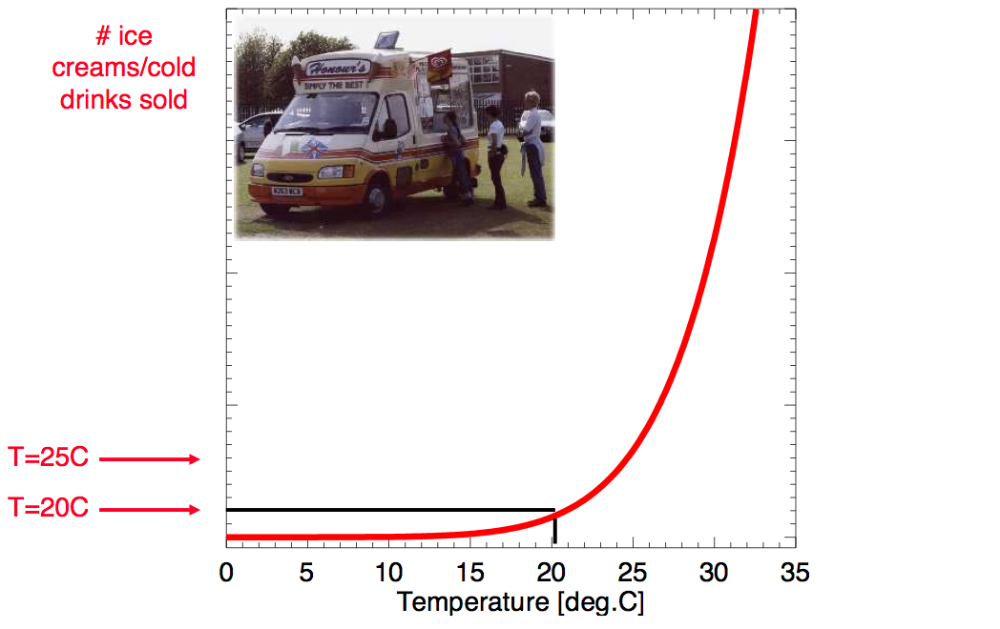 # ice
creams/cold
drinks sold
Honour's
SIMPLY THE BEST
T=25C
T=20C
0 5 10 15 20 25 30 35
Temperature [deg.C]